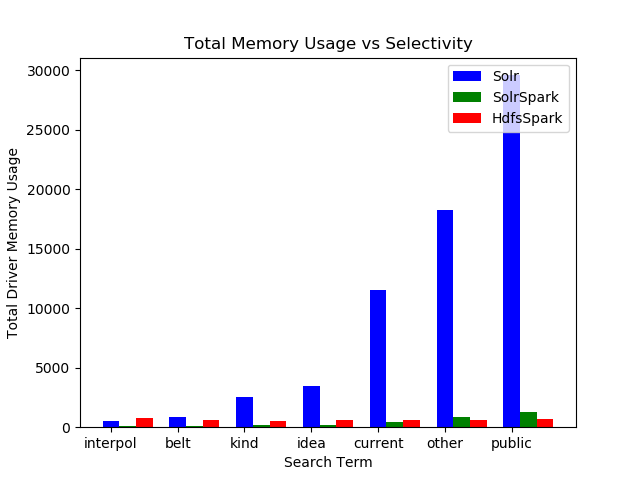 Total Memory Usage vs Selectivity
Total Driver Memory Usage
30000
25000
20000
15000
10000
5000
0
Solr
SolrSpark
HdfsSpark
interpol belt kind idea current other public
Search Term